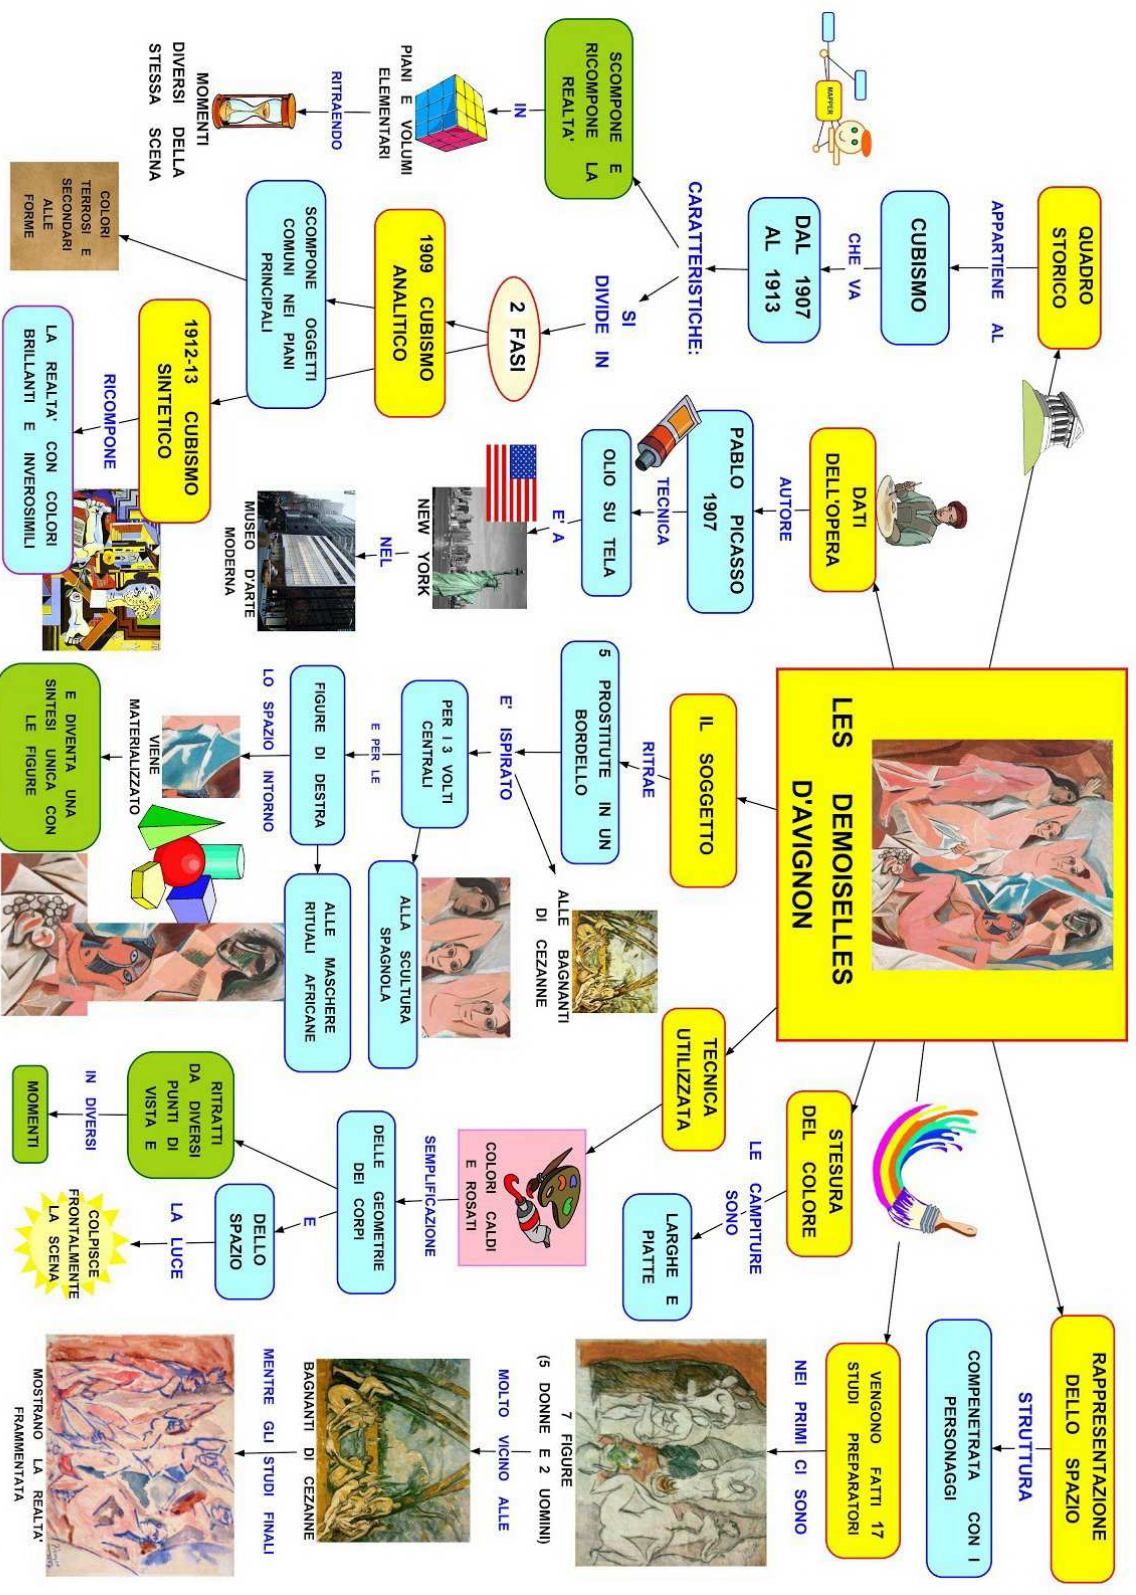 MAPPER
LES DEMOISELLES
D'AVIGNON
QUADRO
STORICO
APPARTIENE AL
CUBISMO
CHE VA
DAL 1907
AL 1913
CARATTERISTICHE:
SCOMPONE E
RICOMPONE LA
REALTA'
IN
PIANI E VOLUMI
ELEMENTARI
RITRAENDO
MOMENTI
DIVERSI DELLA
STESSA SCENA
SI
DIVIDE IN
2 FASI
1909 CUBISMO
ANALITICO
SCOMPONE OGGETTI
COMUNI NEI PIANI
PRINCIPALI
COLORI
TERROSI E
SECONDARI
ALLE
FORME
1912-13 CUBISMO
SINTETICO
RICOMPONE
LA REALTA' CON COLORI
BRILLANTI E INVEROSIMILI
DATI
DELL'OPERA
AUTORE
PABLO PICASSO
1907
TECNICA
OLIO SU TELA
E' A
NEW YORK
NEL
MUSEO D'ARTE
MODERNA
IL SOGGETTO
RITRAE
5 PROSTITUTE IN UN
BORDELLO
E' ISPIRATO
ALLE BAGNANTI
DI CEZANNE
PER I 3 VOLTI
CENTRALI
ALLA SCULTURA
SPAGNOLA
E PER LE
FIGURE DI DESTRA
ALLE MASCHERE
RITUALI AFRICANE
LO SPAZIO INTORNO
VIENE
MATERIALIZZATO
E DIVENTA UNA
SINTESI UNICA CON
LE FIGURE
TECNICA
UTILIZZATA
COLORI CALDI
E ROSATI
SEMPLIFICAZIONE
DELLE GEOMETRIE
DEI CORPI
RITRATTI
DA DIVERSI
PUNTI DI
VISTA E
IN DIVERSI
MOMENTI
E
DELLO
SPAZIO
LA LUCE
COLPISCE
FRONTALMENTE
LA SCENA
STESURA
DEL COLORE
LE CAMPITURE
SONO
LARGHE E
PIATTE
VENGONO FATTI 17
STUDI PREPARATORI
NEI PRIMI CI SONO
7 FIGURE
(5 DONNE E 2 UOMINI)
MOLTO VICINO ALLE
BAGNANTI DI CEZANNE
MENTRE GLI STUDI FINALI
MOSTRANO LA REALTA'
FRAMMENTATA
RAPPRESENTAZIONE
DELLO SPAZIO
STRUTTURA
COMPENETRATA CON I
PERSONAGGI